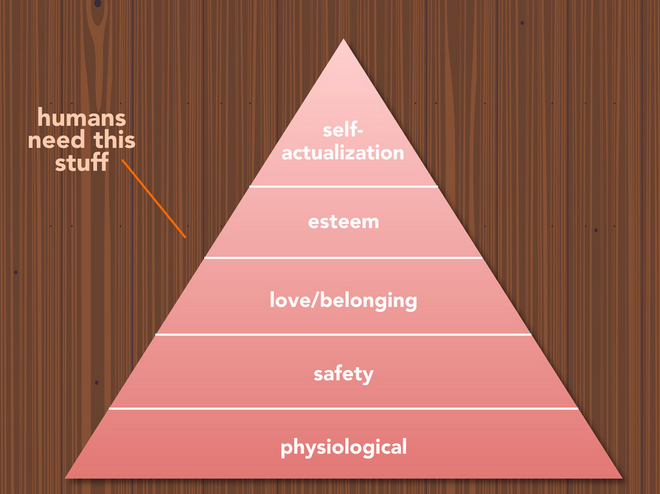 humans
need this
stuff
self-
actualization
esteem
love/belonging
safety
physiological